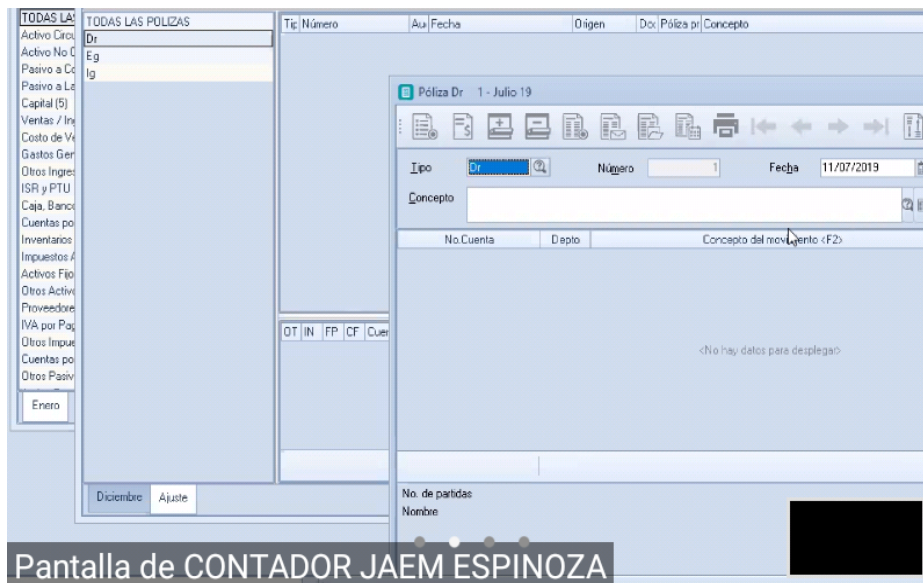 TODAS LAS
Activo Circu
Activo No C
Pasivo a Co
Pasivo a La
Capital (5)
Ventas / Ing
Costo de Ve
Gastos Gen
Otros Ingres
ISR y PTU
Caja, Banco
Cuentas po
Inventarios
Impuestos A
Activos Fijo
Otros Activo
Proveedore
IVA por Pag
Otros Impue
Cuentas po
Otros Pasiv
Enero
TODAS LAS POLIZAS
Dr
Eg
Ig
Diciembre Ajuste
Tip Número Au Fecha Origen Doc Póliza pr Concepto
OT IN FP CF Cuen
Póliza Dr 1 - Julio 19
Tipo Dr Número 1 Fecha 11/07/2019
Concepto
No.Cuenta Depto Concepto del movimiento <F2>
<No hay datos para desplegar>
No. de partidas
Nombre
Pantalla de CONTADOR JAEM ESPINOZA